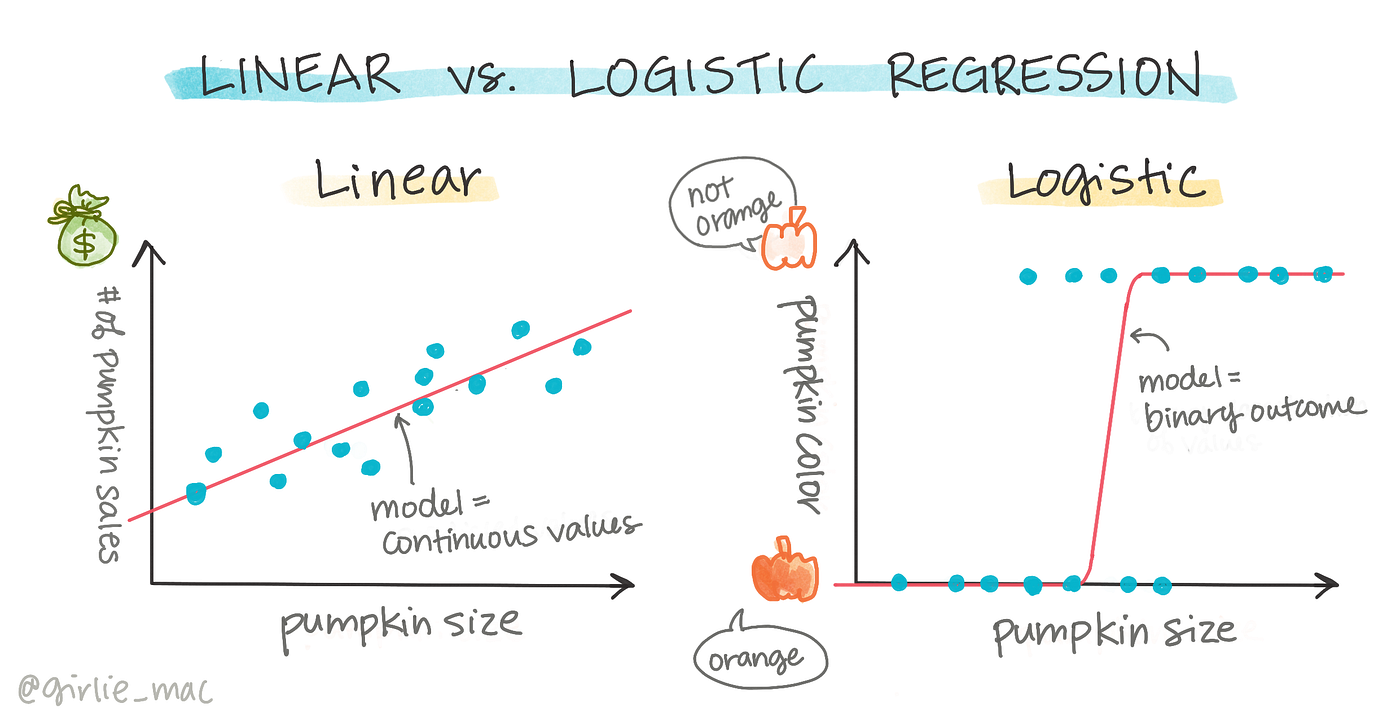 LINEAR vs. LOGISTIC REGRESSION
Linear
$
# of pumpkin sales
model =
continuous values
pumpkin size
Logistic
not
orange
pumpkin color
model =
binary outcome
orange
pumpkin size
@girlie_mac